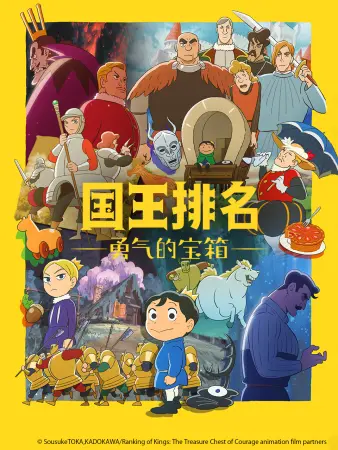 国王排名
勇气的宝箱
© SousukeTOKA,KADOKAWA/Ranking of Kings: The Treasure Chest of Courage animation film partners